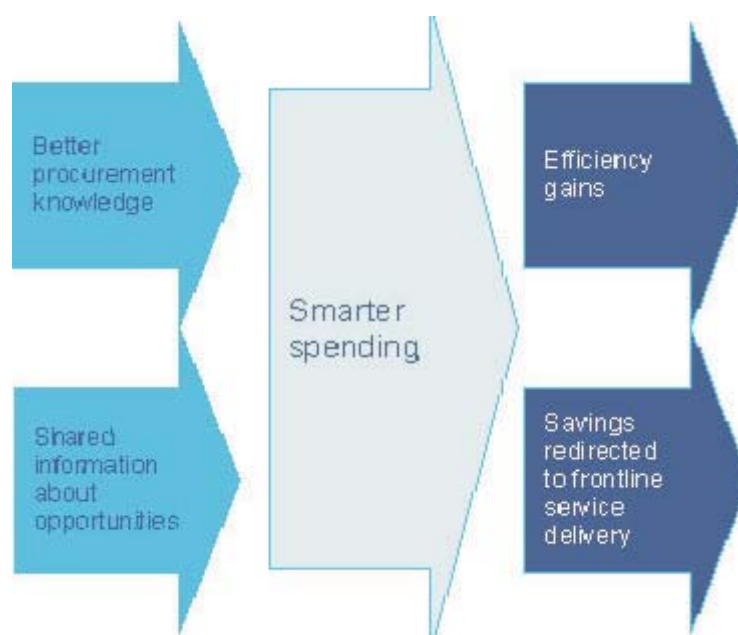 Better
procurement
knowledge
Shared
information
about
opportunities
Smarter
spending
Efficiency
gains
Savings
redirected
to frontline
service
delivery